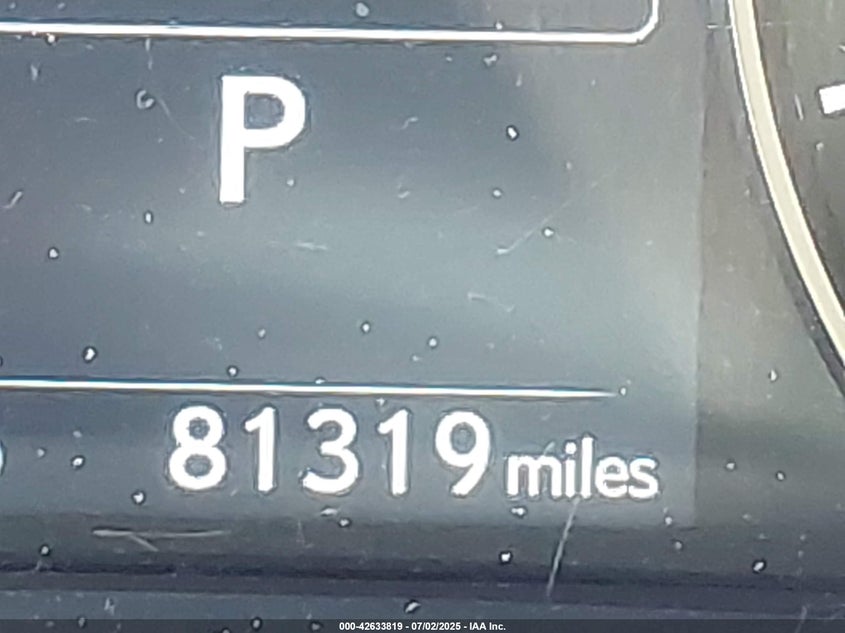 P
81319 miles
000-42633819 - 07/02/2025 - IAA Inc.